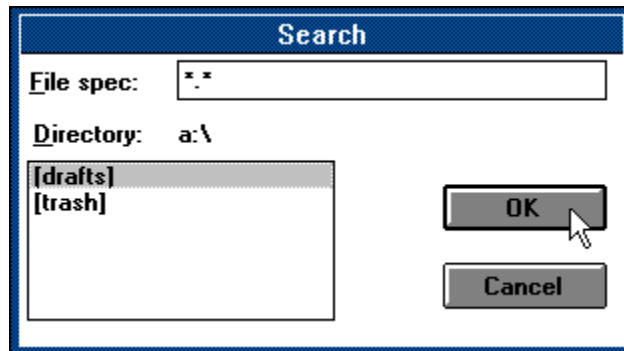 Search
File spec: *.*
Directory: a:\
[drafts]
[trash]
OK
Cancel